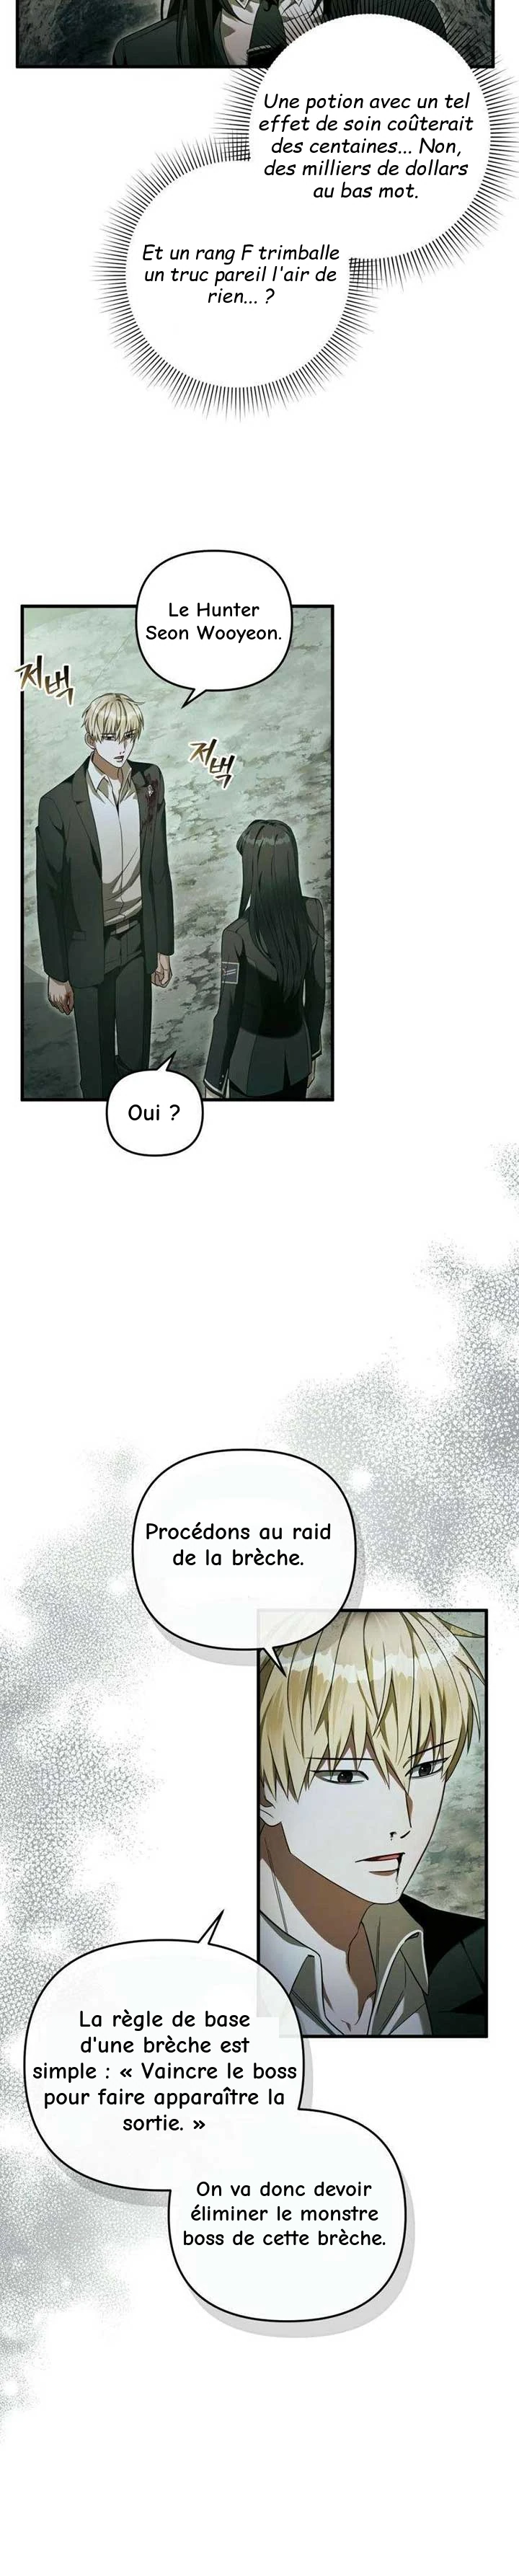 Une potion avec un tel
effet de soin coûterait
des centaines... Non,
des milliers de dollars
au bas mot.
Et un rang F trimballe
un truc pareil l'air de
rien... ?
Le Hunter
Seon Wooyeon.
저벅
저벅
Oui ?
Procédons au raid
de la brèche.
La règle de base
d'une brèche est
simple : « Vaincre le boss
pour faire apparaître la
sortie. »
On va donc devoir
éliminer le monstre
boss de cette brèche.